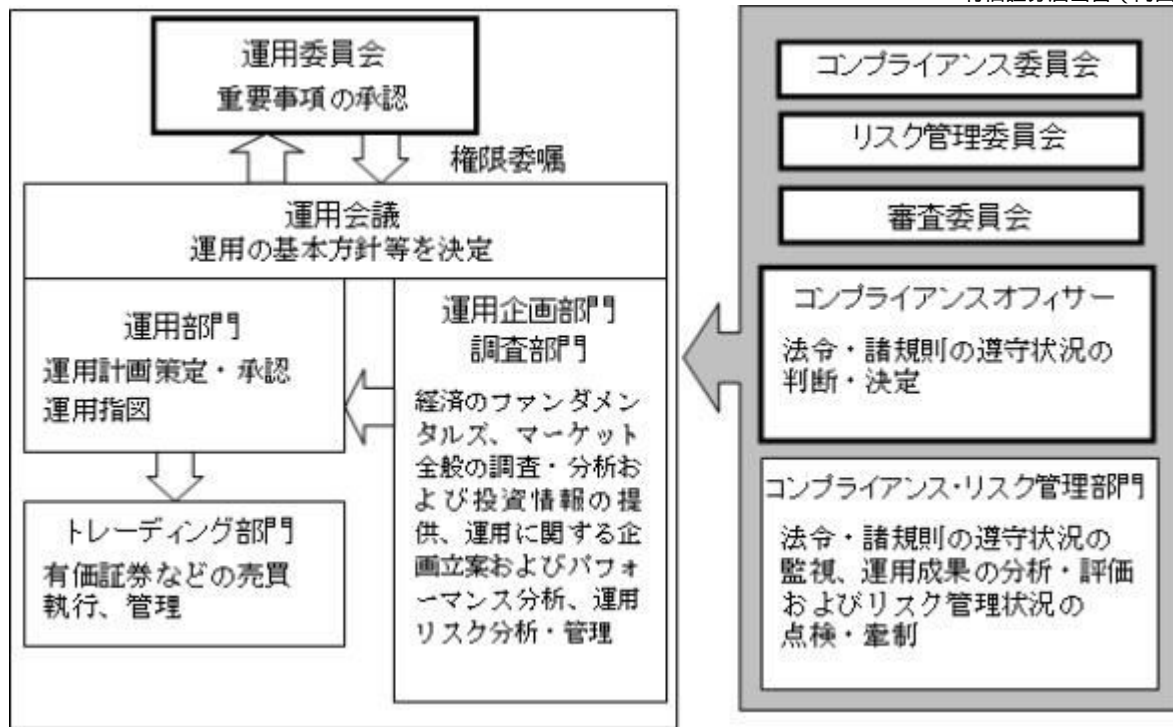 運用委員会
重要事項の承認
権限委嘱
運用会議
運用の基本方針等を決定
運用部門
運用計画策定・承認
運用指図
運用企画部門
調査部門
経済のファンダメ
ンタルズ、マーケット
全般の調査・分析お
よび投資情報の提
供、運用に関する企
画立案およびパフォ
ーマンス分析、運用
リスク分析・管理
トレーディング部門
有価証券などの売買
執行、管理
コンプライアンス委員会
リスク管理委員会
審査委員会
コンプライアンスオフィサー
法令・諸規則の遵守状況の
判断・決定
コンプライアンス・リスク管理部門
法令・諸規則の遵守状況の
監視、運用成果の分析・評価
およびリスク管理状況の
点検・牽制